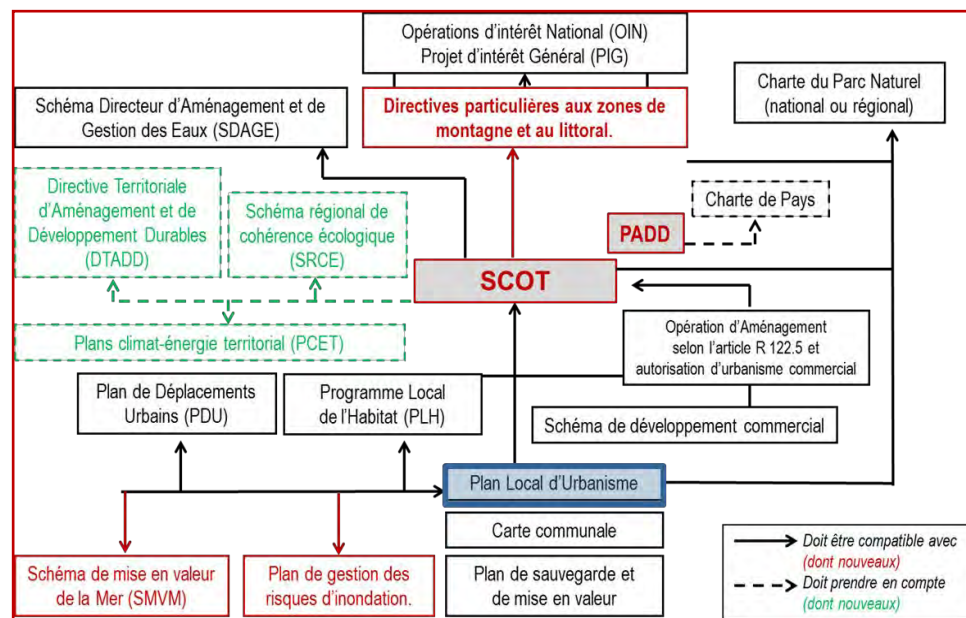 Opérations d'intérêt National (OIN)
Projet d'intérêt Général (PIG)
Charte du Parc Naturel
(national ou régional)
Schéma Directeur d'Aménagement et de
Gestion des Eaux (SDAGE)
Directives particulières aux zones de
montagne et au littoral.
Directive Territoriale
d'Aménagement et de
Développement Durables
(DTADD)
Schéma régional de
cohérence écologique
(SRCE)
Charte de Pays
PADD
SCOT
Plans climat-énergie territorial (PCET)
Opération d'Aménagement
selon l'article R 122.5 et
autorisation d'urbanisme commercial
Plan de Déplacements
Urbains (PDU)
Programme Local
de l'Habitat (PLH)
Schéma de développement commercial
Plan Local d'Urbanisme
Carte communale
Schéma de mise en valeur
de la Mer (SMVM)
Plan de gestion des
risques d'inondation.
Plan de sauvegarde et
de mise en valeur
Doit être compatible avec
(dont nouveaux)
Doit prendre en compte
(dont nouveaux)